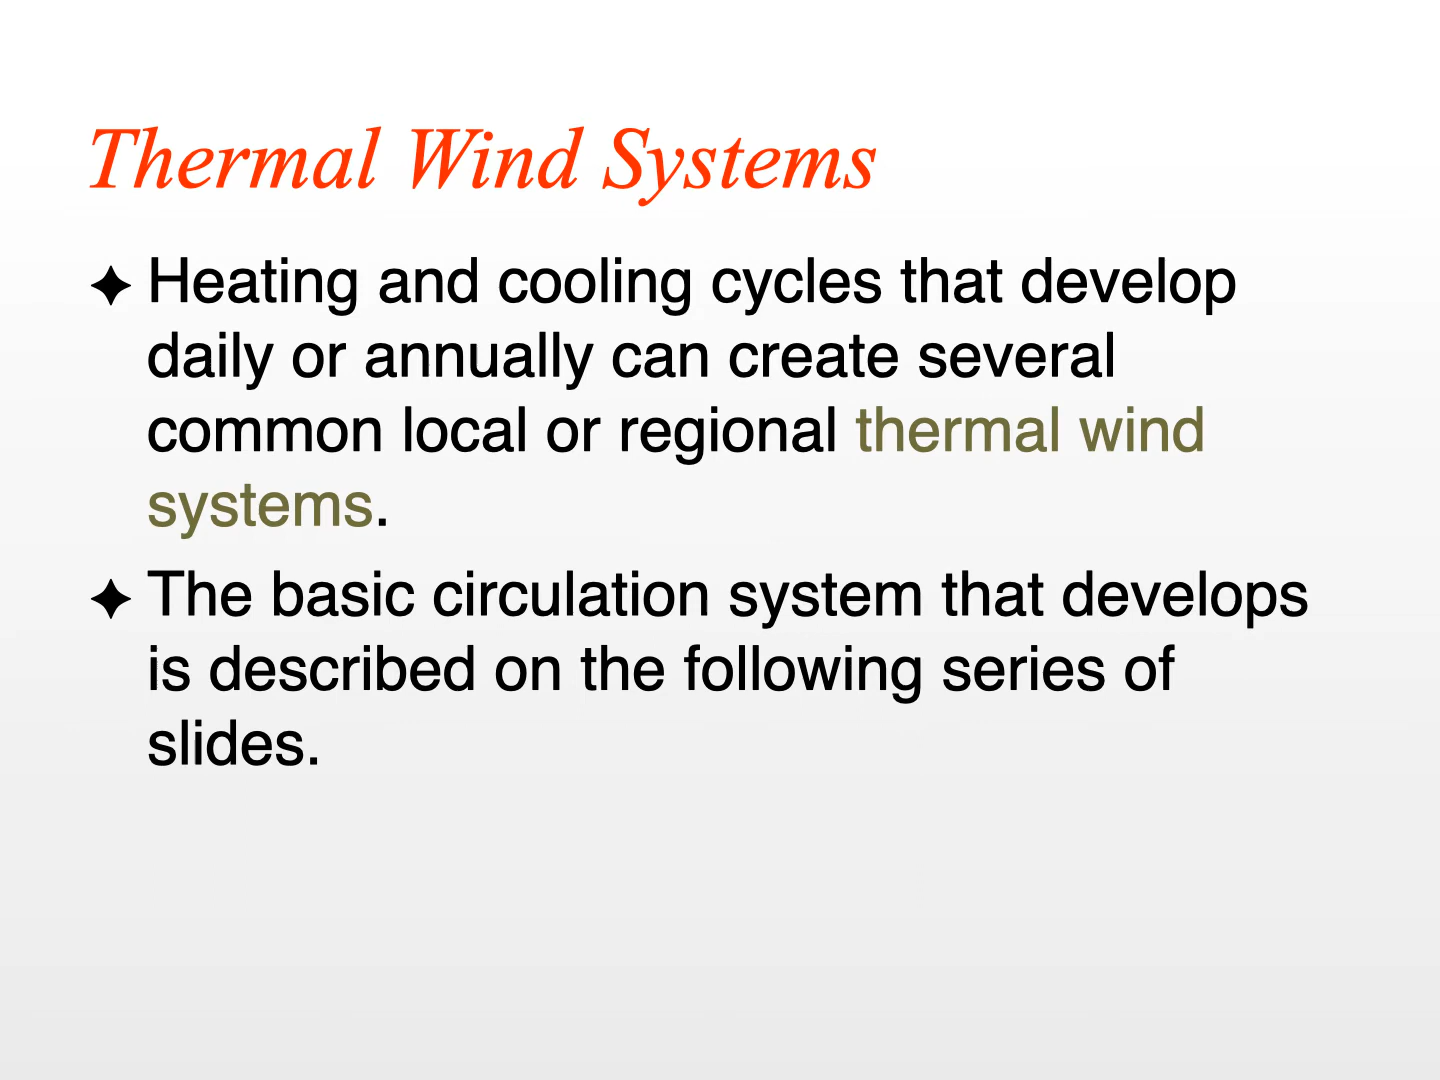 Thermal Wind Systems
✦ Heating and cooling cycles that develop
daily or annually can create several
common local or regional thermal wind
systems.
✦ The basic circulation system that develops
is described on the following series of
slides.